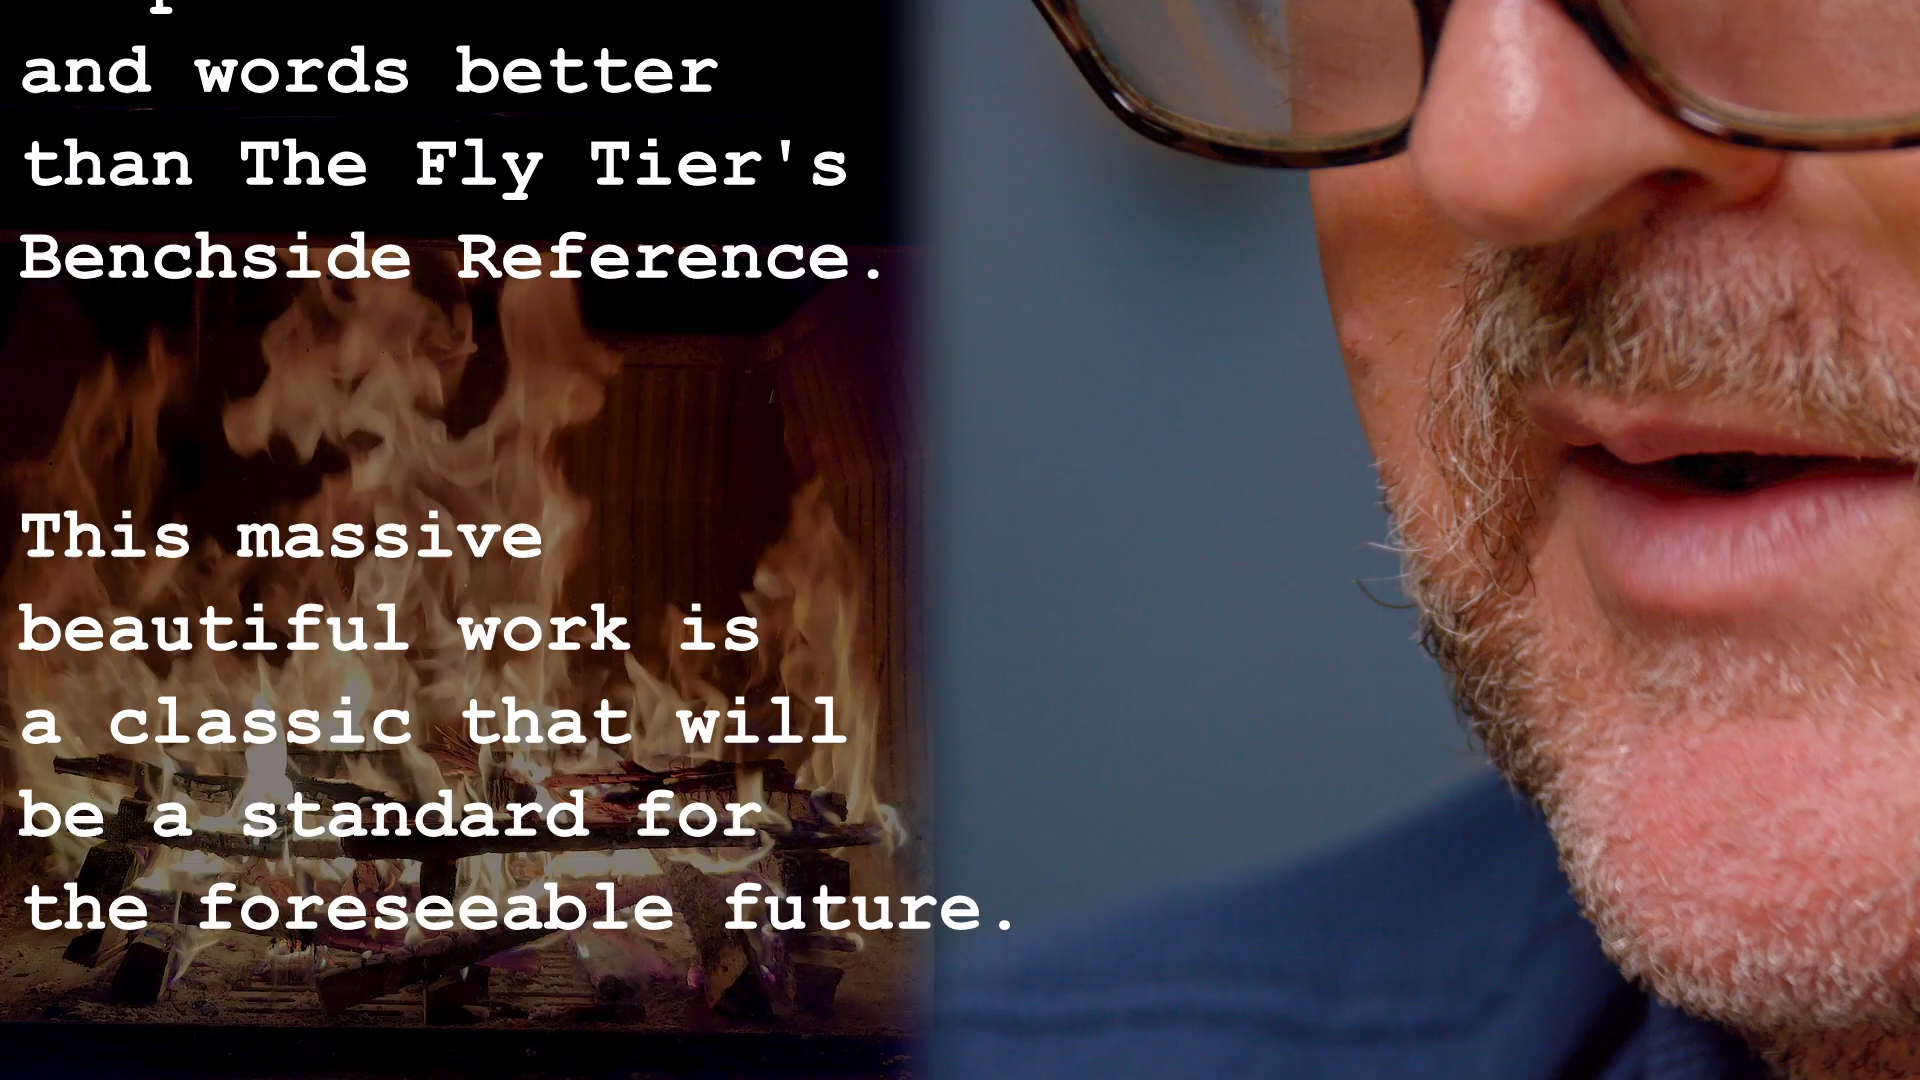 and words better
than The Fly Tier's
Benchside Reference.
This massive
beautiful work is
a classic that will
be a standard for
the foreseeable future.